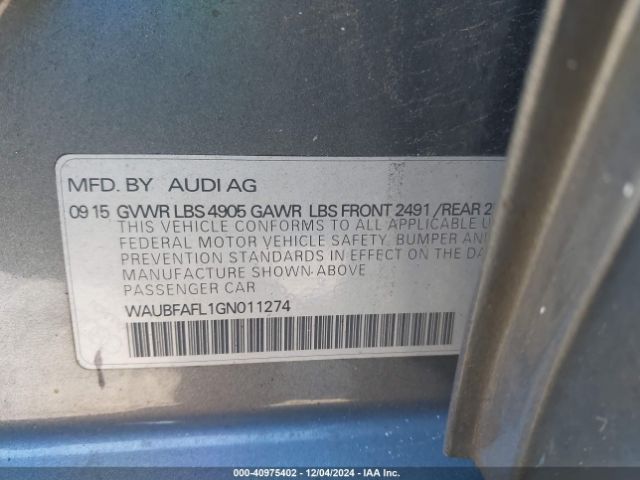 MFD. BY AUDI AG
09 15 GVWR LBS 4905 GAWR LBS FRONT 2491 /REAR 2
THIS VEHICLE CONFORMS TO ALL APPLICABLE
FEDERAL MOTOR VEHICLE SAFETY, BUMPER AND
PREVENTION STANDARDS IN EFFECT ON THE DA
MANUFACTURE SHOWN ABOVE
PASSENGER CAR
WAUBFAFL1GN011274
000-40975402 - 12/04/2024 - IAA Inc.